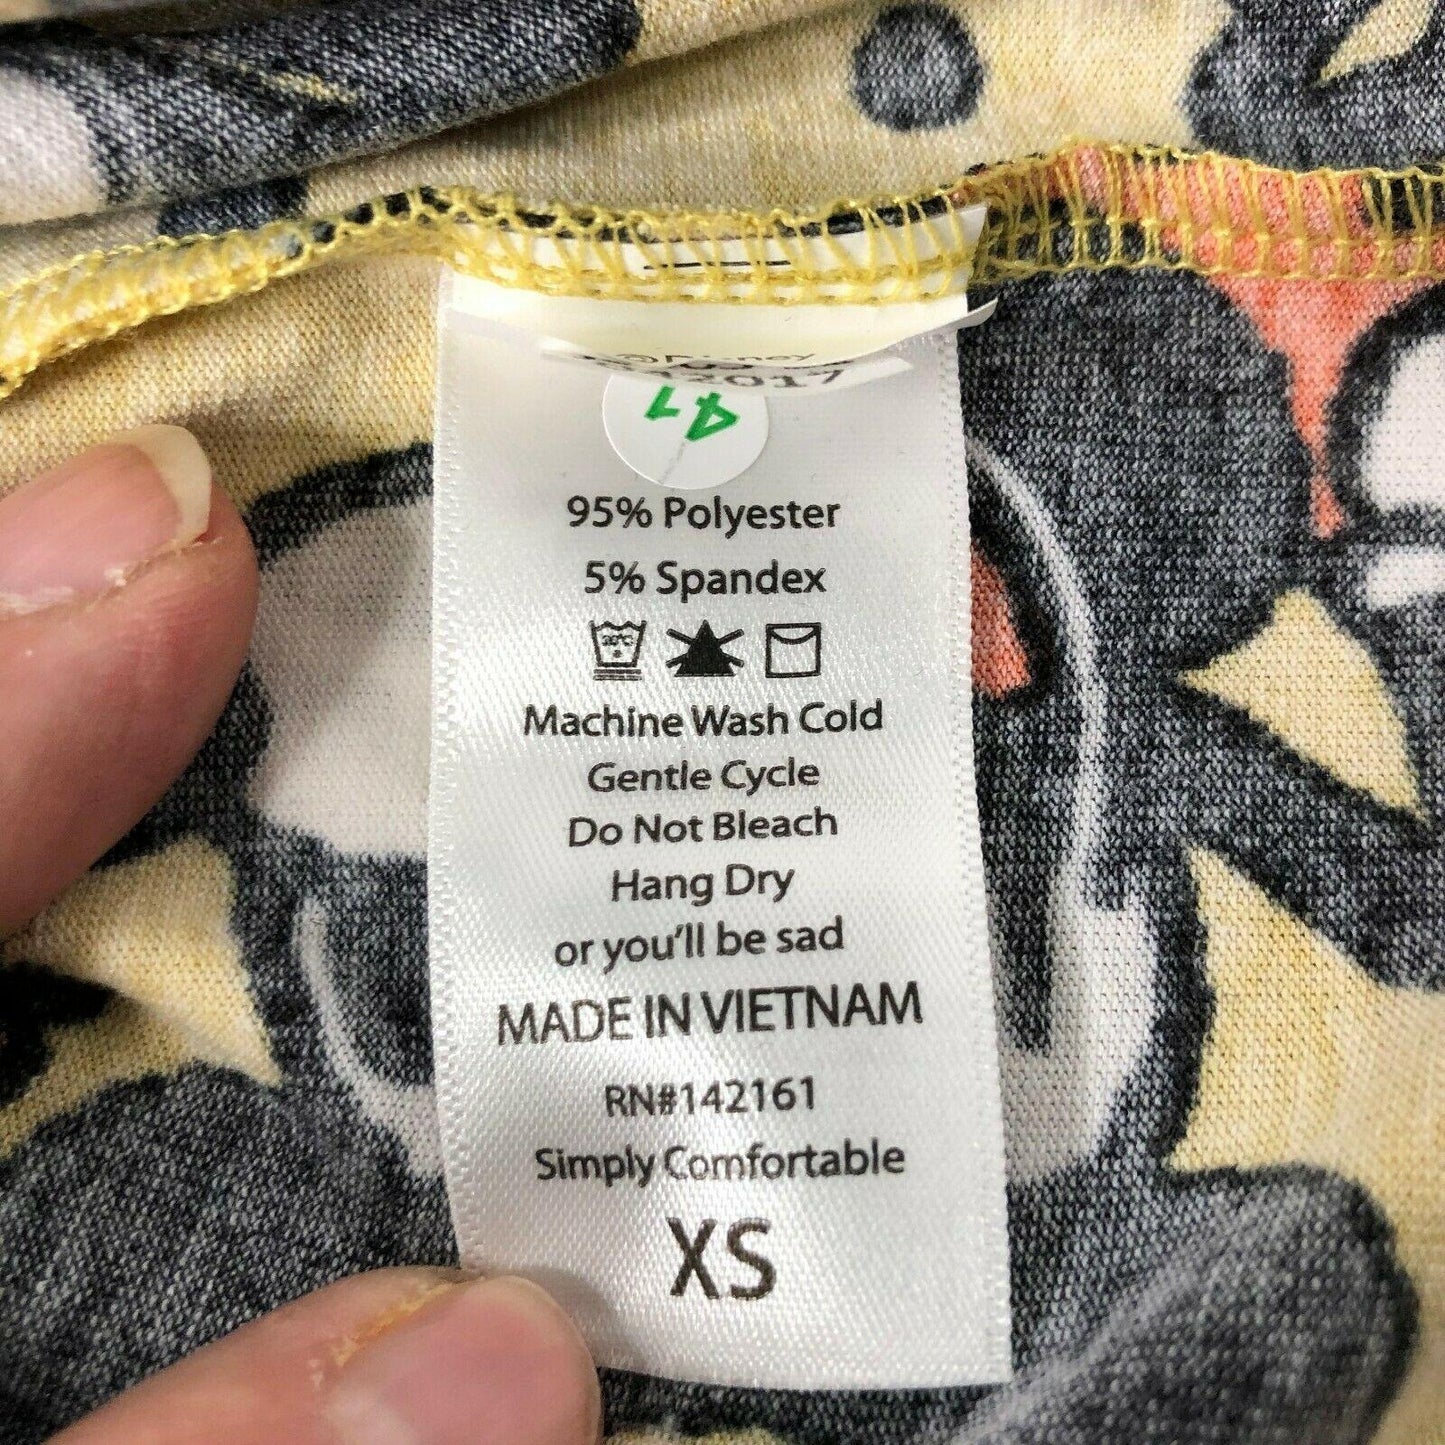 ©Disney
47
95% Polyester
5% Spandex
Machine Wash Cold
Gentle Cycle
Do Not Bleach
Hang Dry
or you'll be sad
MADE IN VIETNAM
RN#142161
Simply Comfortable
XS